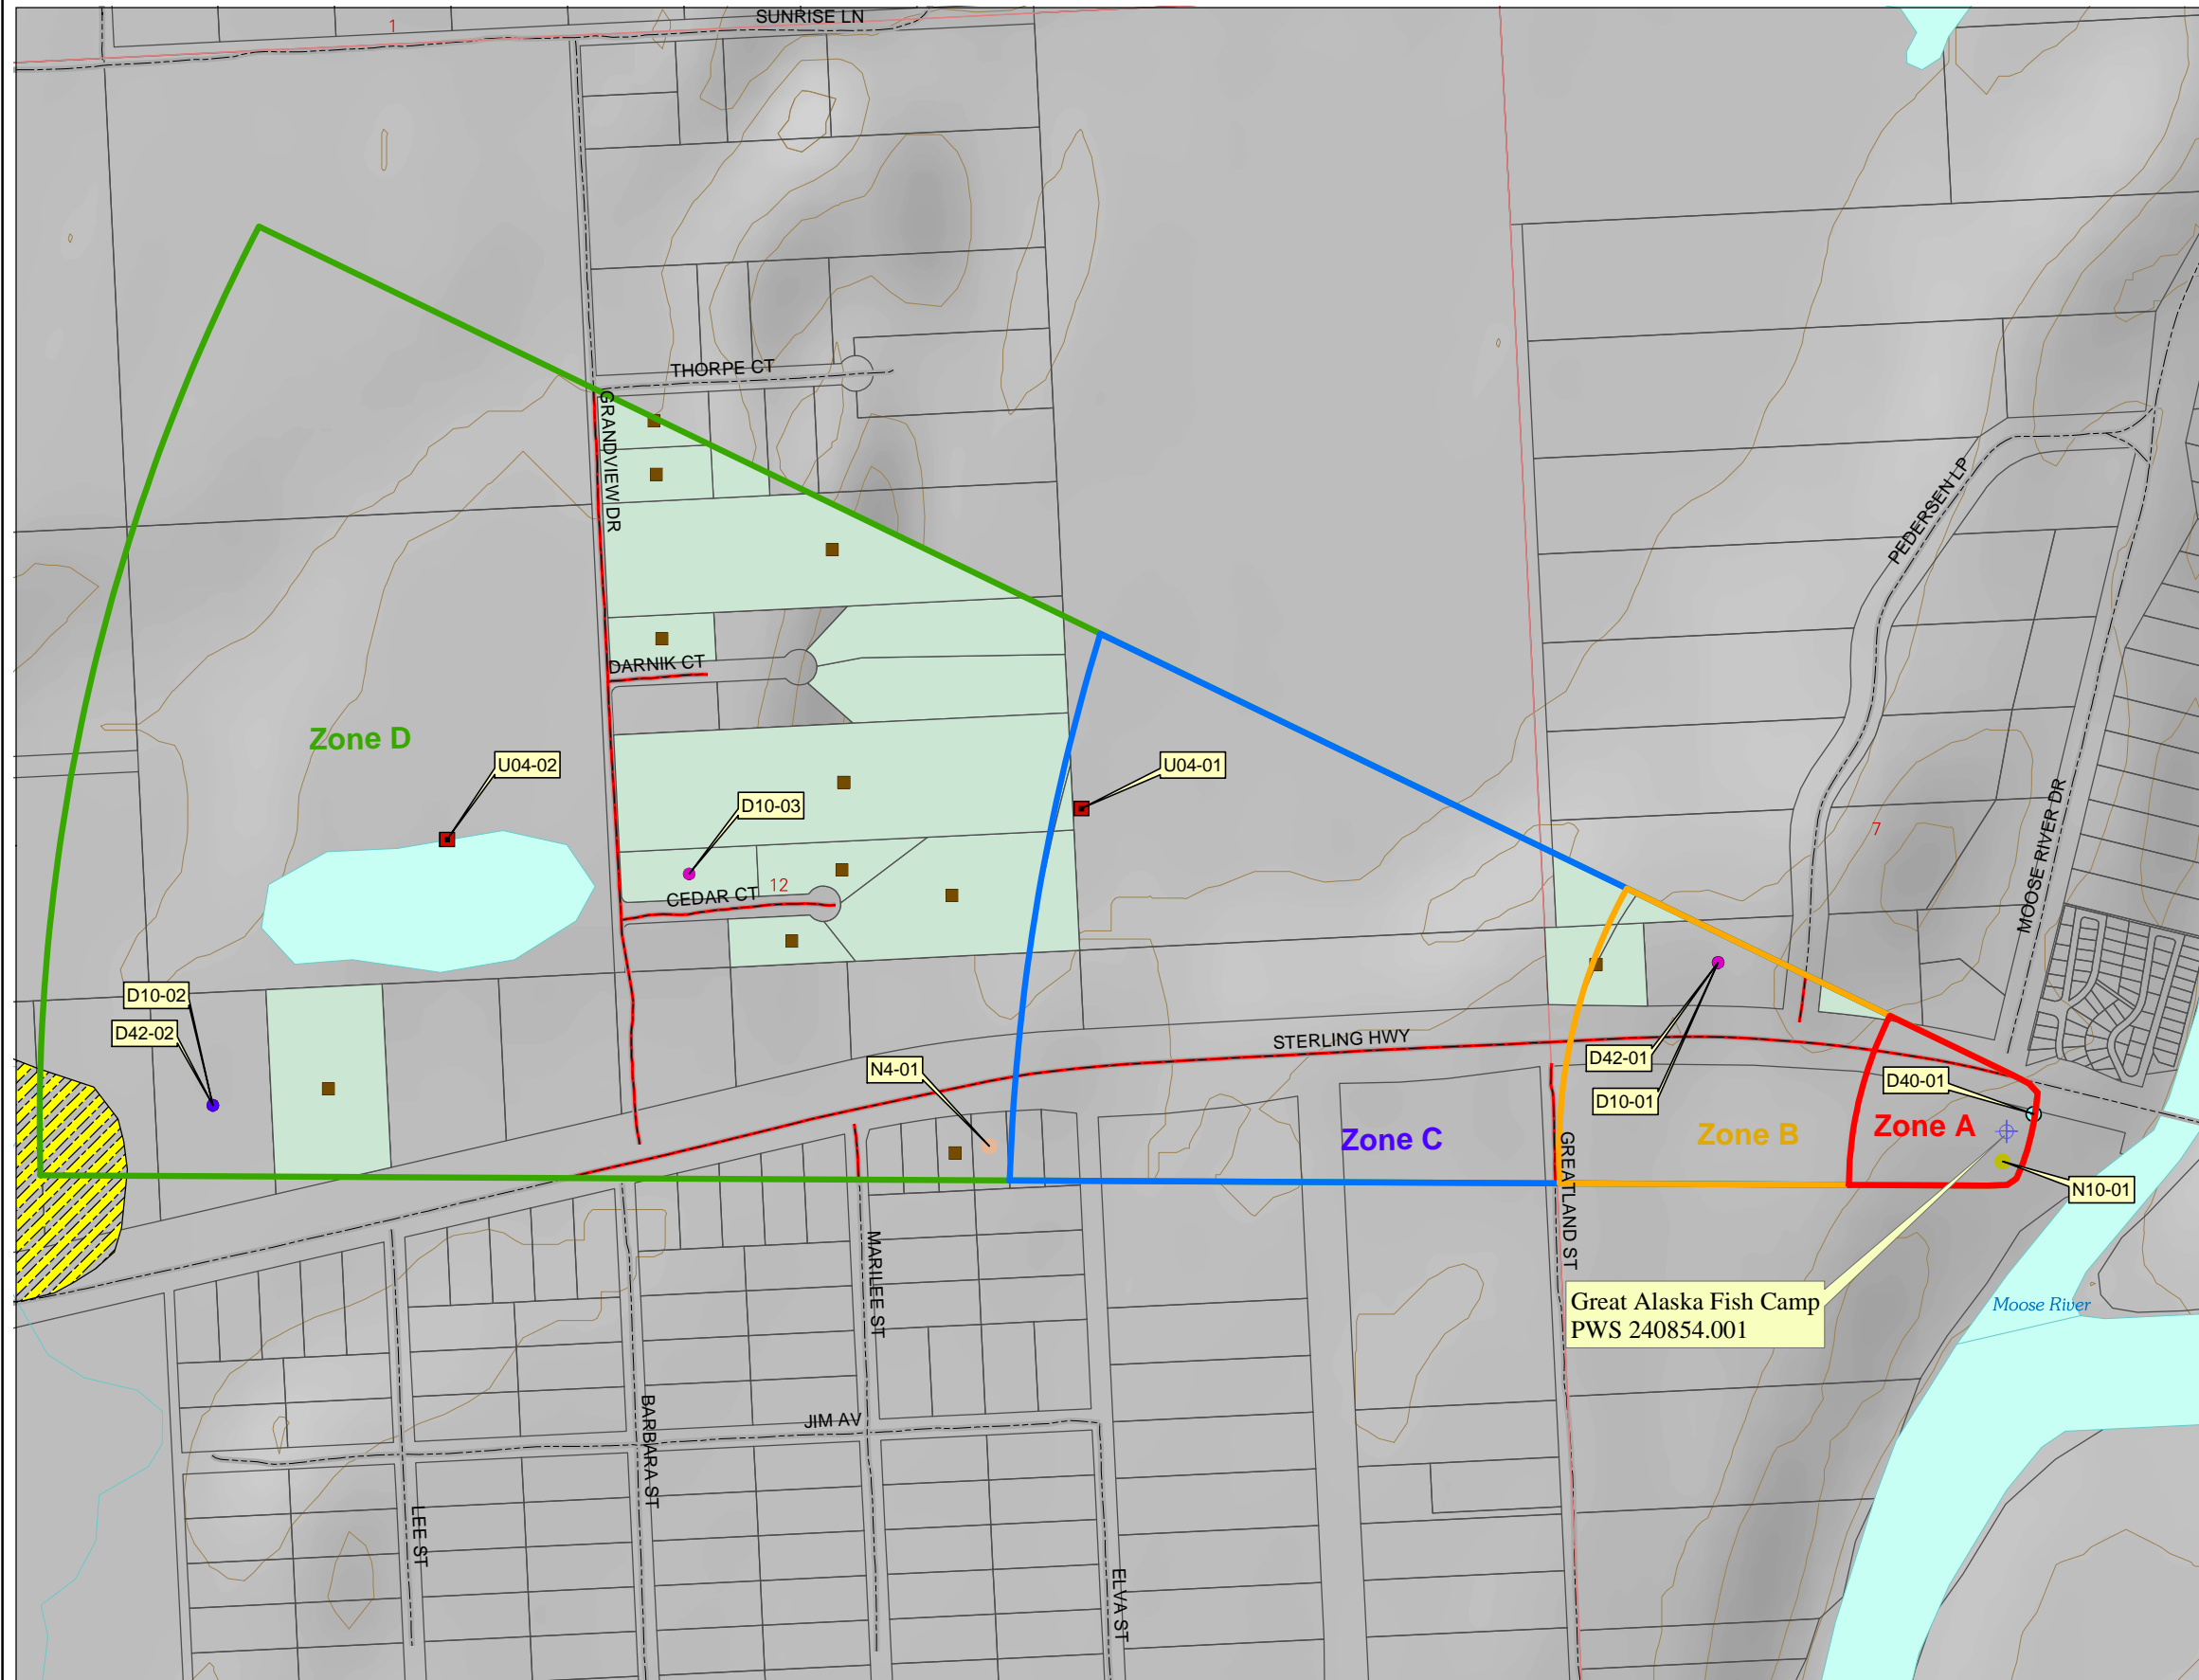 SUNRISE LN
1
THORPE CT
GRANDVIEW DR
PEDERSEN LP
DARNIK CT
Zone D
U04-02
U04-01
D10-03
MOOSE RIVER DR
7
CEDAR CT
12
D10-02
D42-02
STERLING HWY
N4-01
D42-01
D10-01
D40-01
Zone C
Zone B
Zone A
GREATLAND ST
N10-01
MARILEE ST
Great Alaska Fish Camp
PWS 240854.001
Moose River
BARBARA ST
JIM AV
LEE ST
ELVA ST